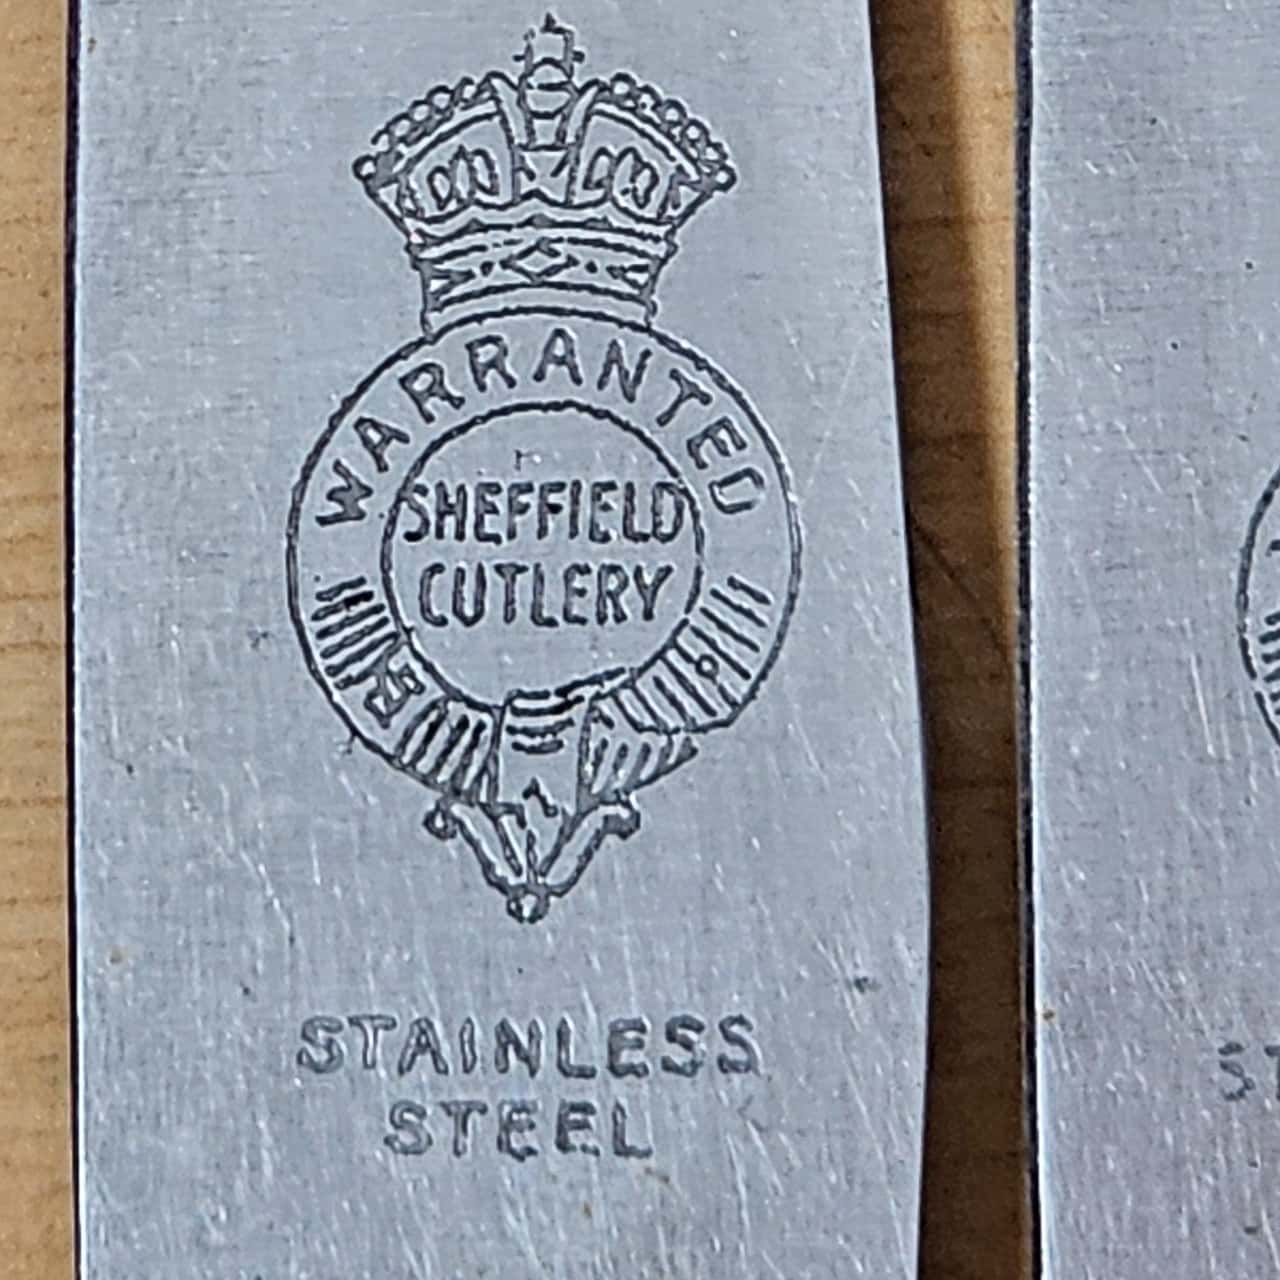 WARRANTED
SHEFFIELD
CUTLERY
STAINLESS
STEEL